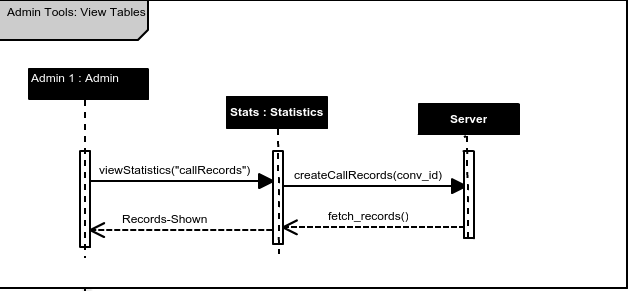 Admin Tools: View Tables
Admin 1 : Admin
Stats : Statistics
Server
viewStatistics("callRecords")
createCallRecords(conv_id)
Records-Shown
fetch_records()